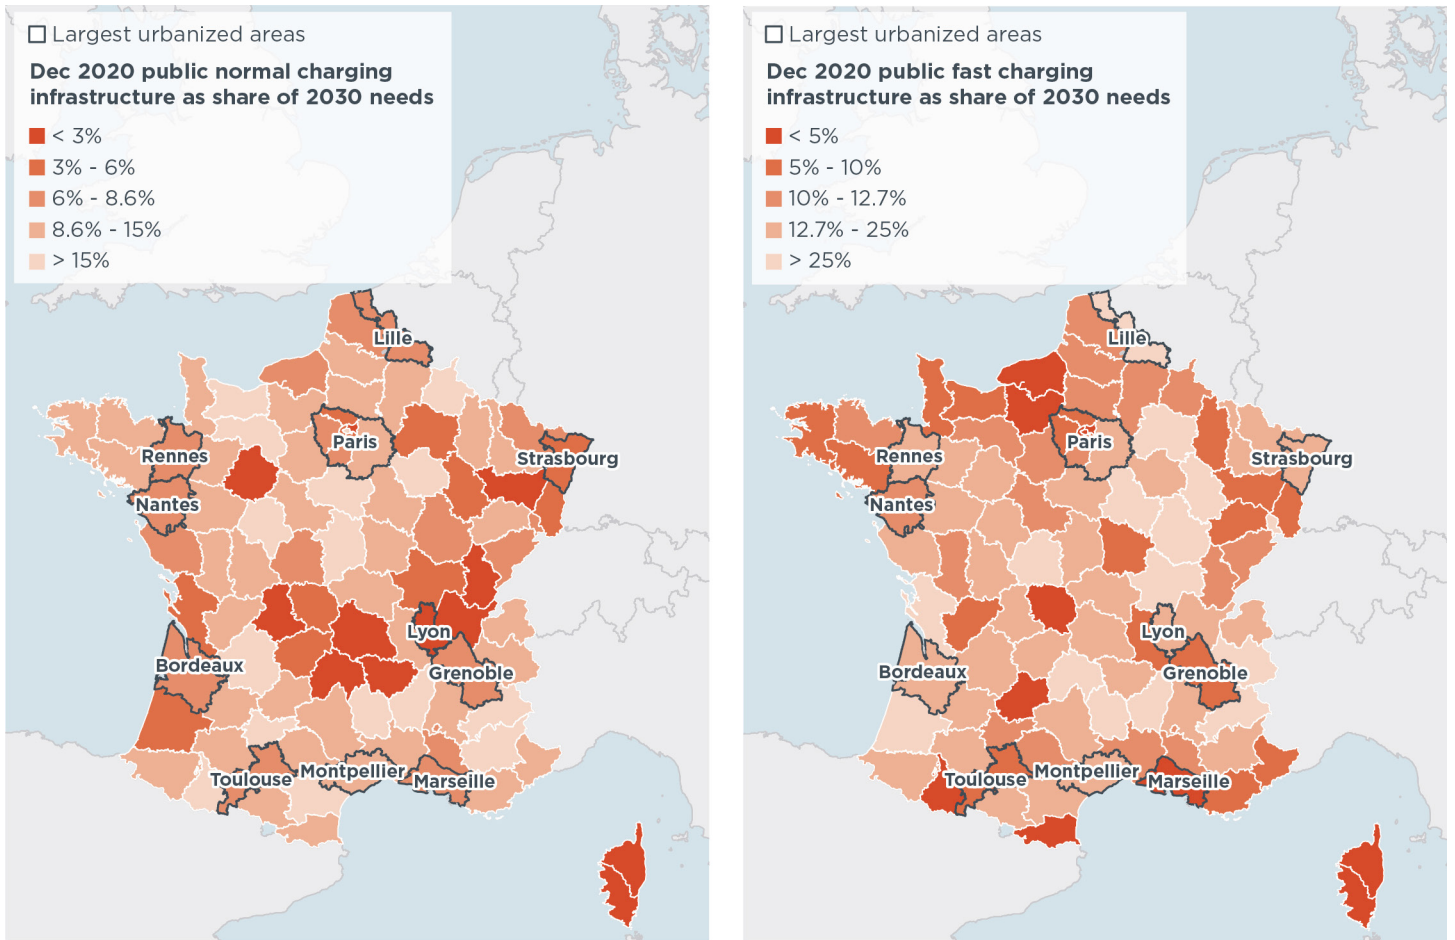 Largest urbanized areas
Dec 2020 public normal charging
infrastructure as share of 2030 needs
< 3%
3% - 6%
6% - 8.6%
8.6% - 15%
> 15%
Lille
Paris
Rennes
Strasbourg
Nantes
Lyon
Bordeaux
Grenoble
Toulouse
Montpellier
Marseille
Largest urbanized areas
Dec 2020 public fast charging
infrastructure as share of 2030 needs
< 5%
5% - 10%
10% - 12.7%
12.7% - 25%
> 25%
Lille
Paris
Rennes
Strasbourg
Nantes
Lyon
Bordeaux
Grenoble
Toulouse
Montpellier
Marseille